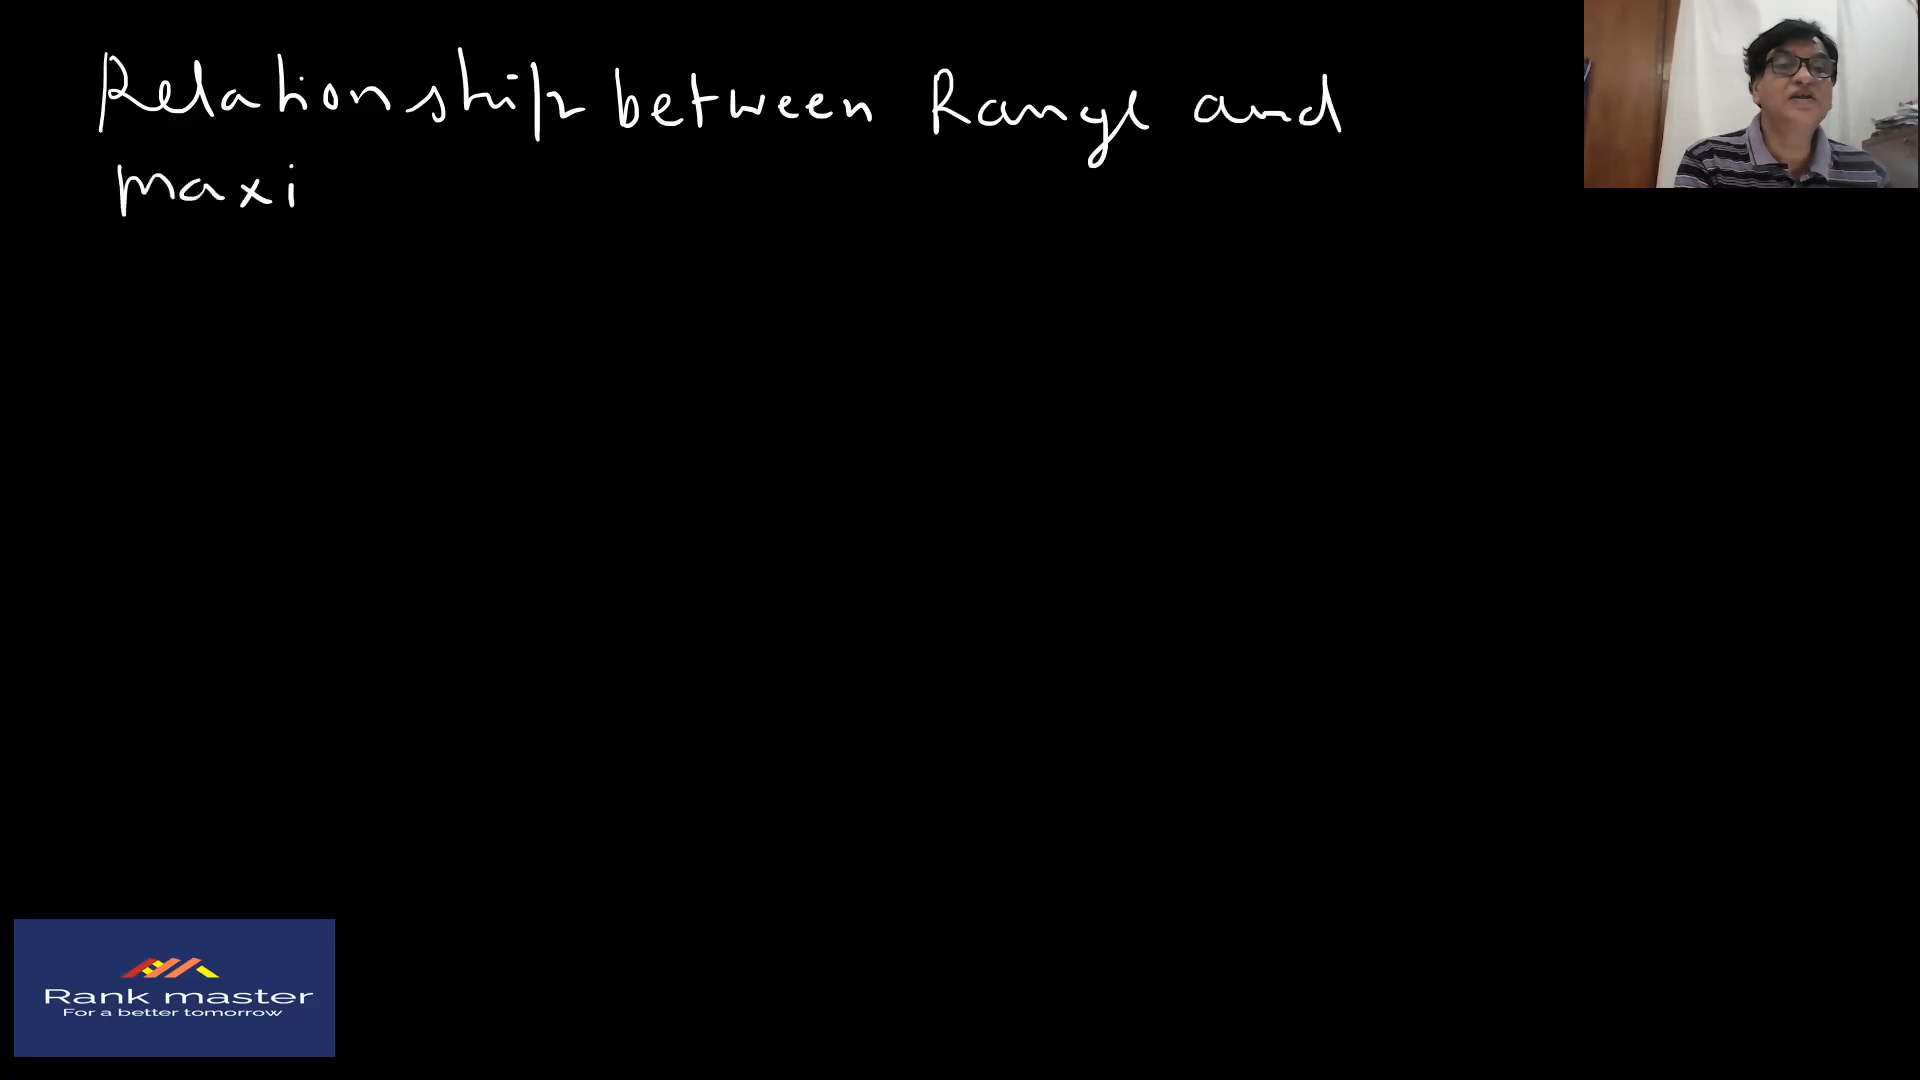 Relationship between Range and
maxi
Rank master
For a better tomorrow